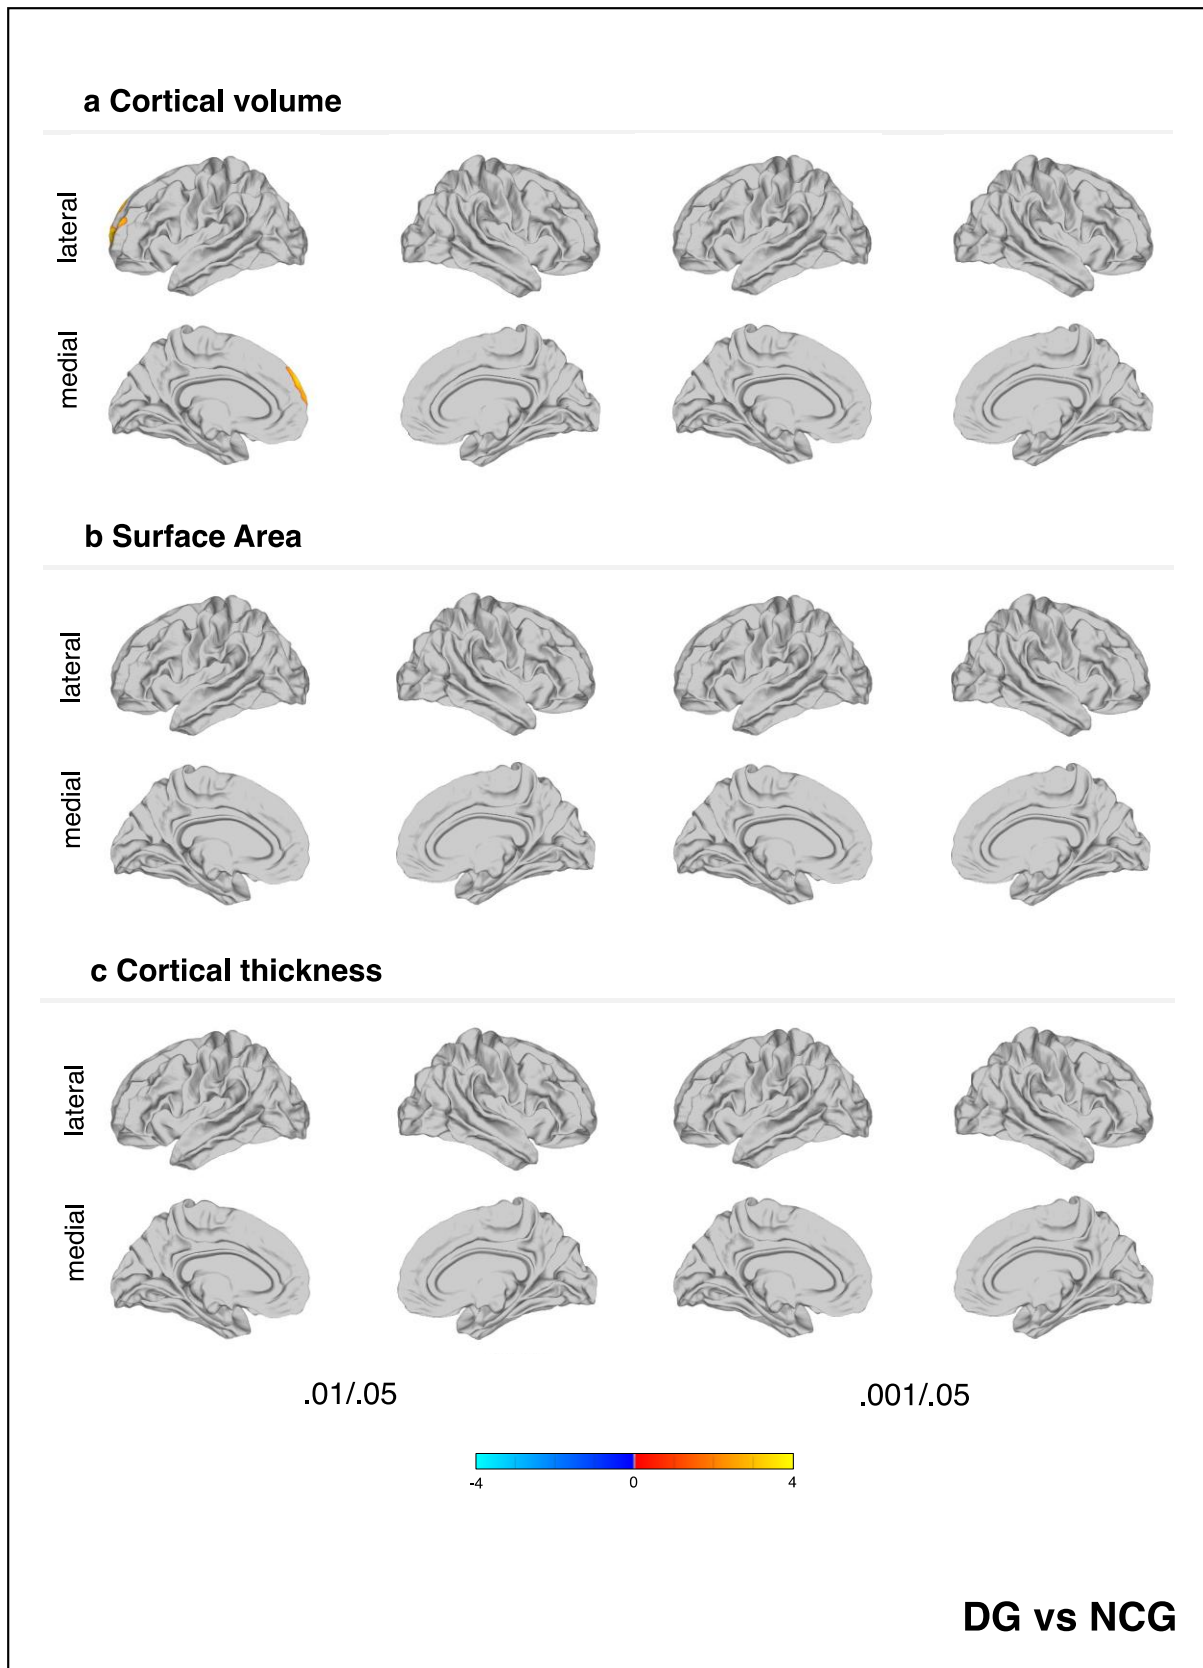 a Cortical volume
lateral
medial
b Surface Area
lateral
medial
c Cortical thickness
lateral
medial
.01/.05 .001/.05
-4 0 4
DG vs NCG